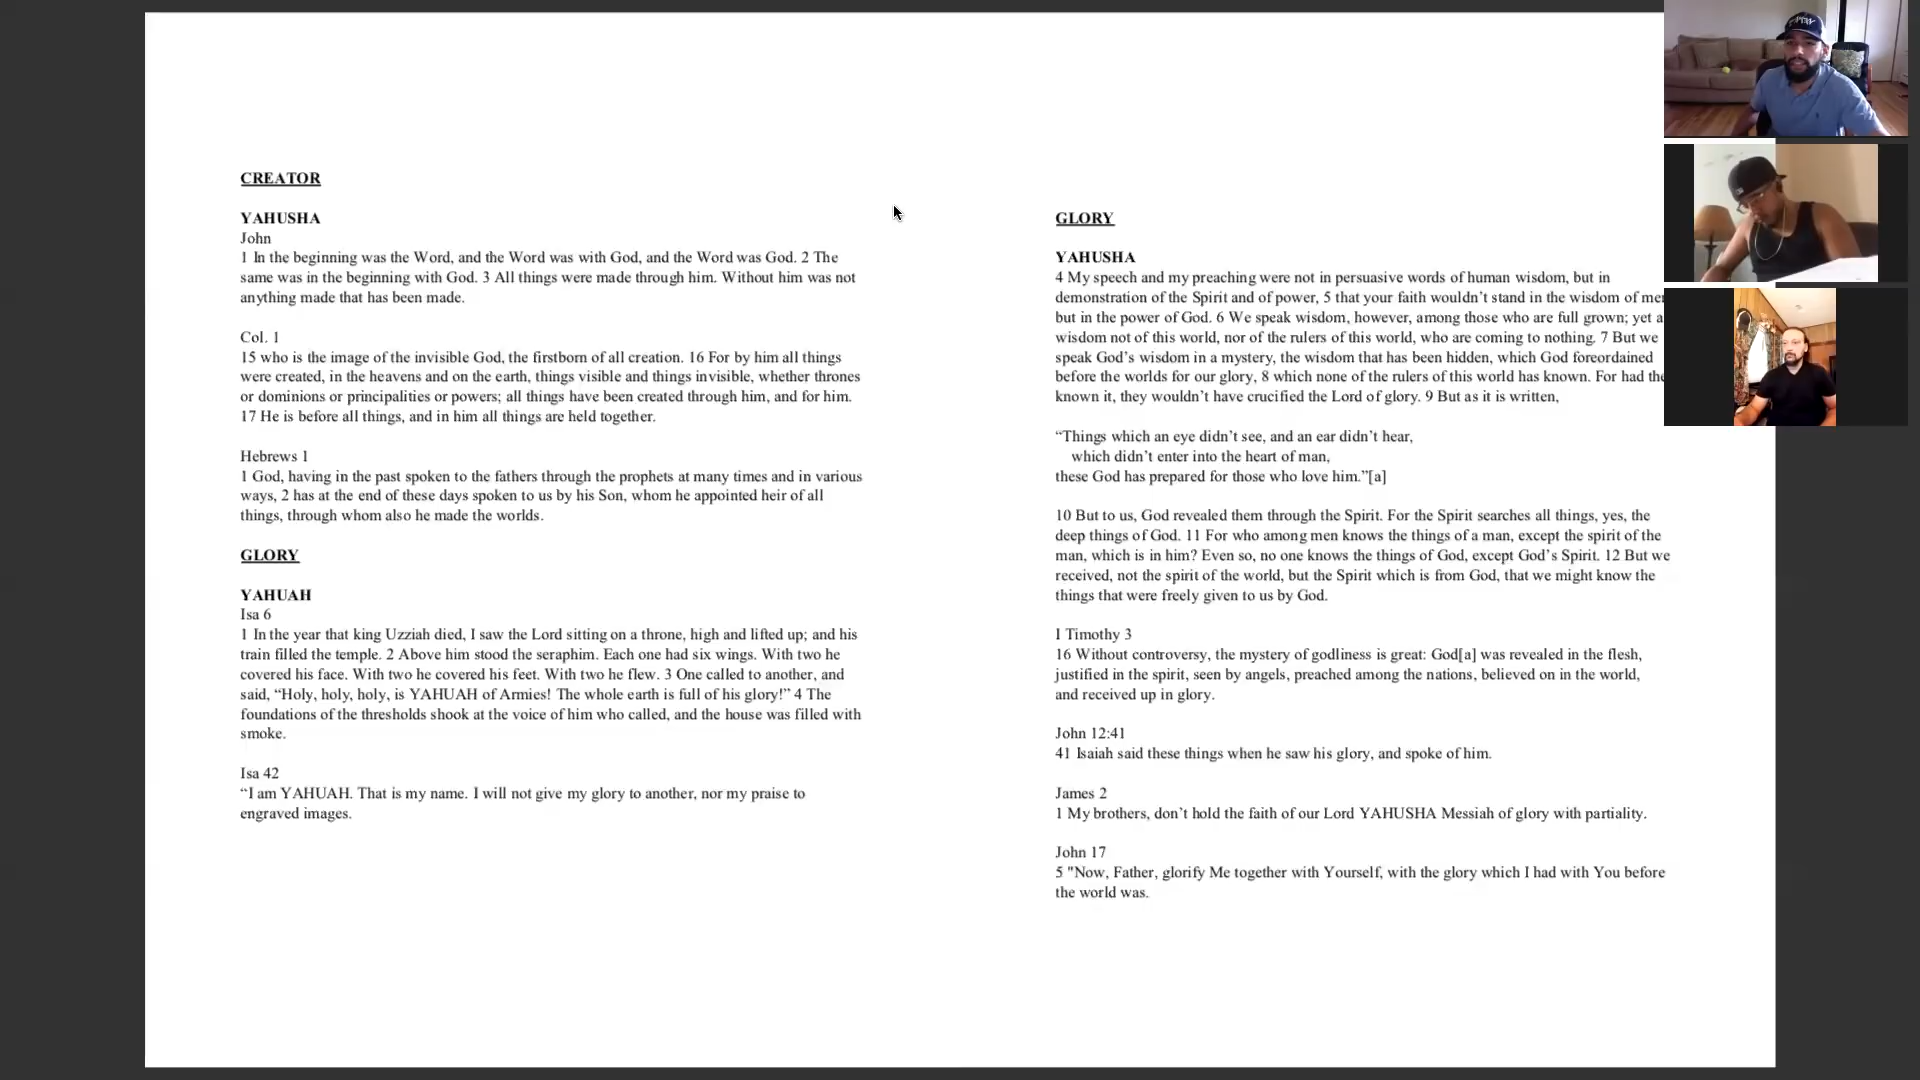 CREATOR
YAHUSHA
John
1 In the beginning was the Word, and the Word was with God, and the Word was God. 2 The
same was in the beginning with God. 3 All things were made through him. Without him was not
anything made that has been made.
Col. 1
15 who is the image of the invisible God, the firstborn of all creation. 16 For by him all things
were created, in the heavens and on the earth, things visible and things invisible, whether thrones
or dominions or principalities or powers; all things have been created through him, and for him.
17 He is before all things, and in him all things are held together.
Hebrews 1
1 God, having in the past spoken to the fathers through the prophets at many times and in various
ways, 2 has at the end of these days spoken to us by his Son, whom he appointed heir of all
things, through whom also he made the worlds.
GLORY
YAHUAH
Isa 6
1 In the year that king Uzziah died, I saw the Lord sitting on a throne, high and lifted up; and his
train filled the temple. 2 Above him stood the seraphim. Each one had six wings. With two he
covered his face. With two he covered his feet. With two he flew. 3 One called to another, and
said, “Holy, holy, holy, is YAHUAH of Armies! The whole earth is full of his glory!” 4 The
foundations of the thresholds shook at the voice of him who called, and the house was filled with
smoke.
Isa 42
“I am YAHUAH. That is my name. I will not give my glory to another, nor my praise to
engraved images.
GLORY
YAHUSHA
4 My speech and my preaching were not in persuasive words of human wisdom, but in
demonstration of the Spirit and of power, 5 that your faith wouldn’t stand in the wisdom of
but in the power of God. 6 We speak wisdom, however, among those who are full grown; yet a
wisdom not of this world, nor of the rulers of this world, who are coming to nothing. 7 But we
speak God’s wisdom in a mystery, the wisdom that has been hidden, which God foreordained
before the worlds for our glory, 8 which none of the rulers of this world has known. For had
known it, they wouldn’t have crucified the Lord of glory. 9 But as it is written,
“Things which an eye didn’t see, and an ear didn’t hear,
which didn’t enter into the heart of man,
these God has prepared for those who love him.”[a]
10 But to us, God revealed them through the Spirit. For the Spirit searches all things, yes, the
deep things of God. 11 For who among men knows the things of a man, except the spirit of the
man, which is in him? Even so, no one knows the things of God, except God’s Spirit. 12 But we
received, not the spirit of the world, but the Spirit which is from God, that we might know the
things that were freely given to us by God.
I Timothy 3
16 Without controversy, the mystery of godliness is great: God[a] was revealed in the flesh,
justified in the spirit, seen by angels, preached among the nations, believed on in the world,
and received up in glory.
John 12:41
41 Isaiah said these things when he saw his glory, and spoke of him.
James 2
1 My brothers, don’t hold the faith of our Lord YAHUSHA Messiah of glory with partiality.
John 17
5 "Now, Father, glorify Me together with Yourself, with the glory which I had with You before
the world was.